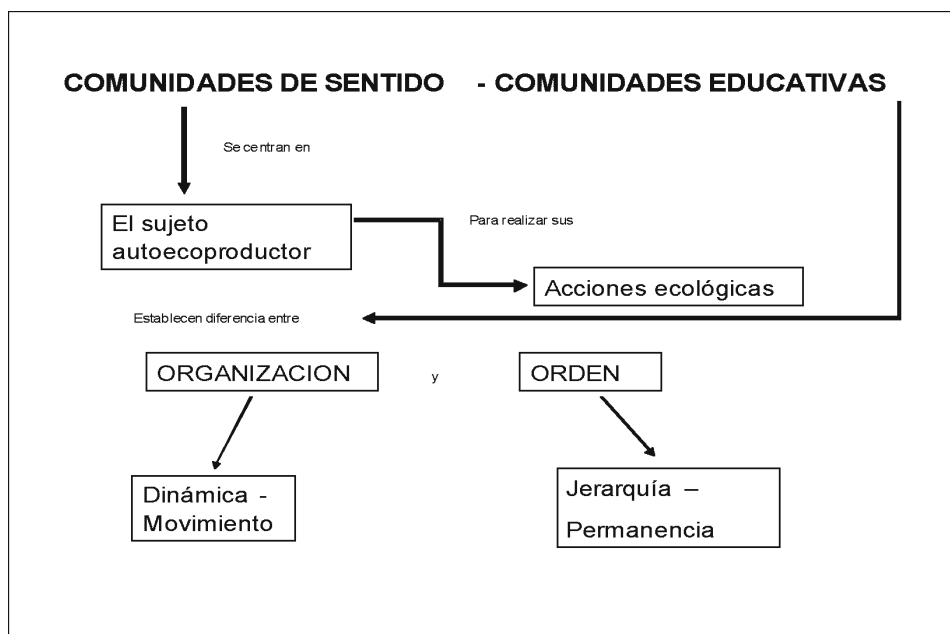 COMUNIDADES DE SENTIDO - COMUNIDADES EDUCATIVAS
Se centran en
El sujeto
autoecoproductor
Para realizar sus
Acciones ecológicas
Establecen diferencia entre
ORGANIZACION
y
ORDEN
Dinámica -
Movimiento
Jerarquía –
Permanencia